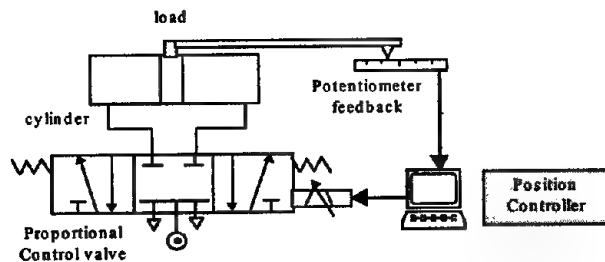 load
Potentiometer
feedback
cylinder
Position
Controller
Proportional
Control valve